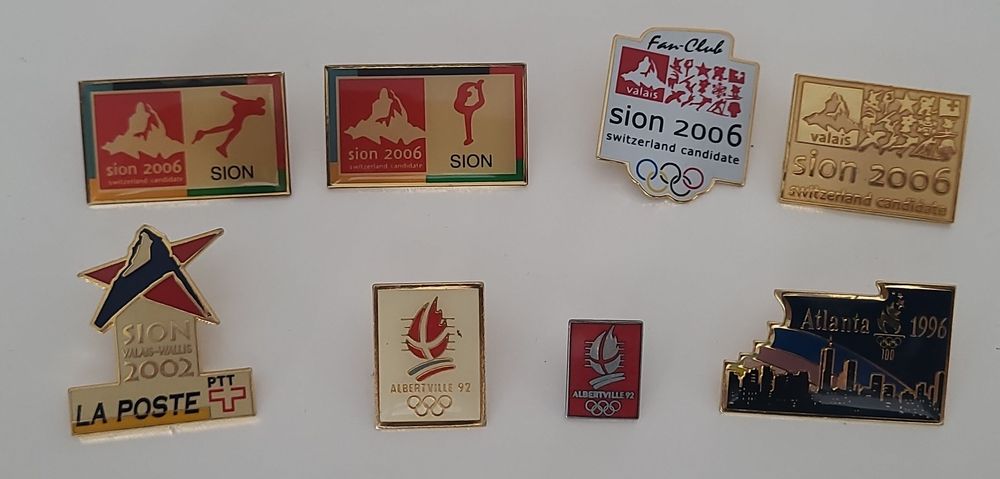 sion 2006
switzerland candidate
SION
sion 2006
switzerland candidate
SION
Fan-Club
valais
sion 2006
switzerland candidate
valais
sion 2006
switzerland candidate
SION
VALAIS-WALLIS
2002
PTT
LA POSTE
ALBERTVILLE 92
ALBERTVILLE 92
Atlanta 1996
100